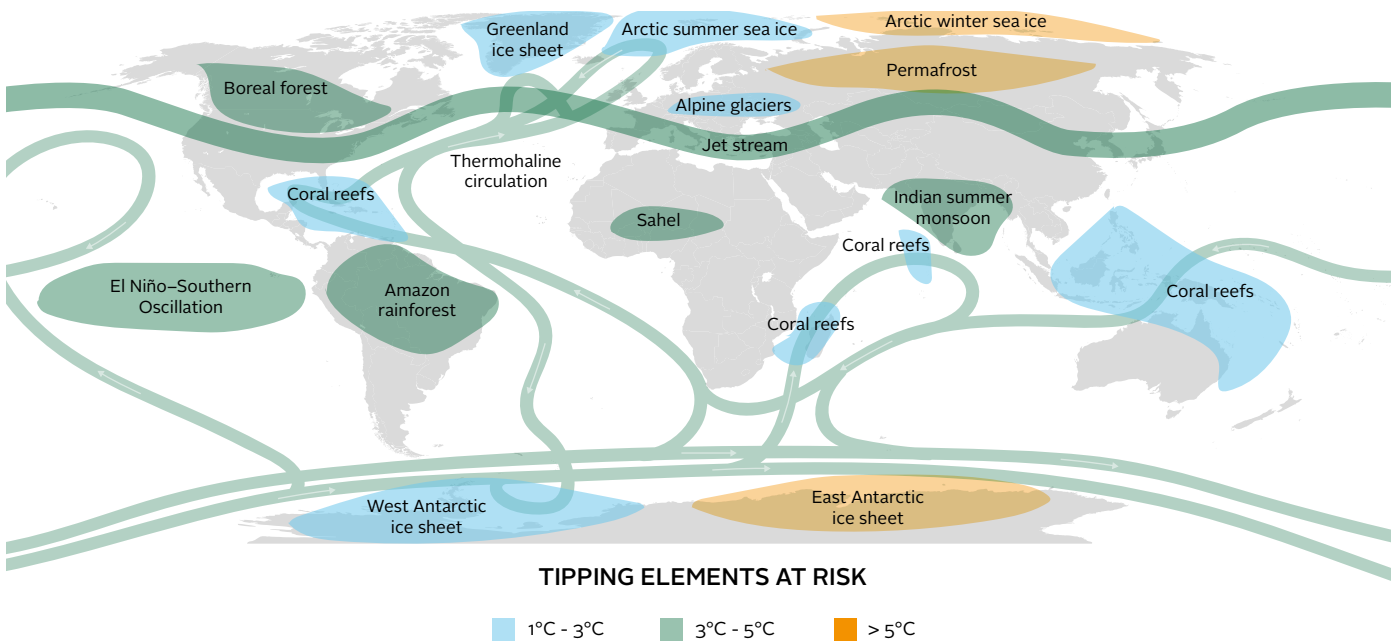 Greenland
ice sheet
Arctic summer sea ice
Arctic winter sea ice
Boreal forest
Permafrost
Alpine glaciers
Jet stream
Thermohaline
circulation
Coral reefs
Sahel
Indian summer
monsoon
Coral reefs
El Niño–Southern
Oscillation
Amazon
rainforest
Coral reefs
Coral reefs
West Antarctic
ice sheet
East Antarctic
ice sheet
TIPPING ELEMENTS AT RISK
1°C - 3°C
3°C - 5°C
> 5°C